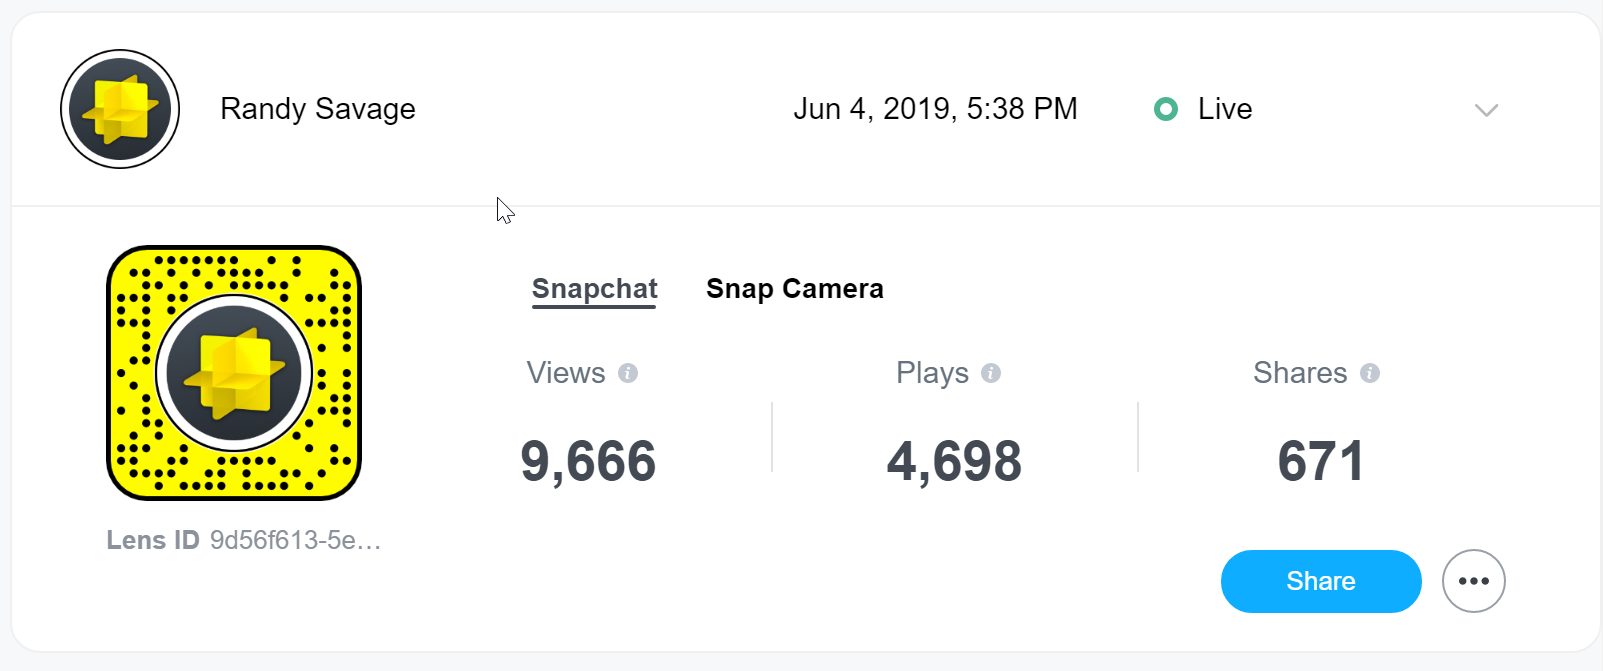 Randy Savage
Jun 4, 2019, 5:38 PM
Live
Snapchat
Snap Camera
Views
Plays
Shares
9,666
4,698
671
Lens ID 9d56f613-5e...
Share